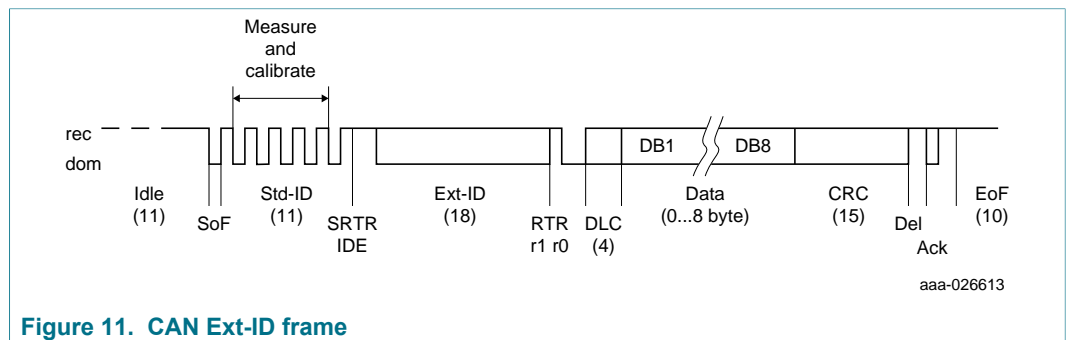 Measure
and
calibrate
rec
dom
DB1
DB8
Idle
(11)
SoF
Std-ID
(11)
SRTR
IDE
Ext-ID
(18)
RTR
r1 r0
DLC
(4)
Data
(0...8 byte)
CRC
(15)
Del
Ack
EoF
(10)
aaa-026613
Figure 11. CAN Ext-ID frame